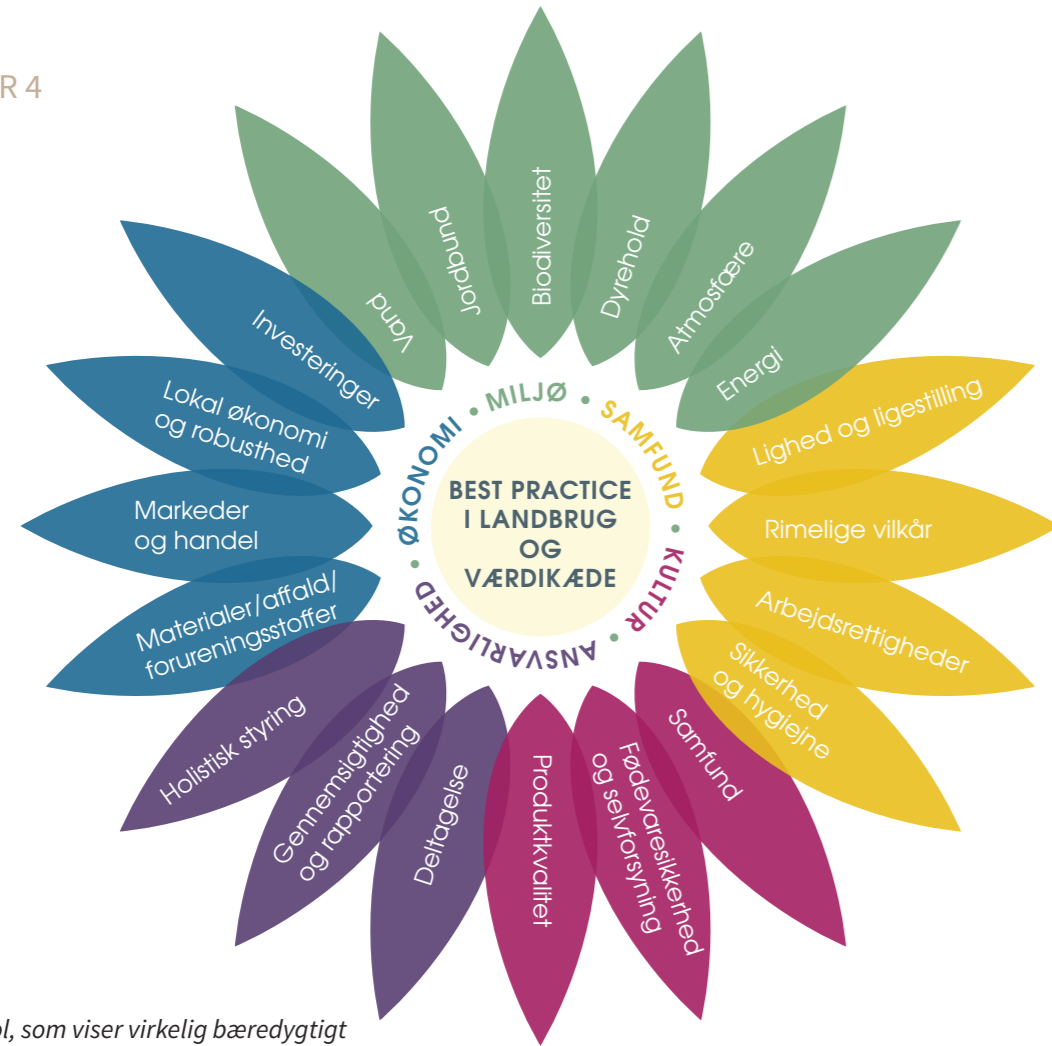 R 4
Vand
Jordbund
Biodiversitet
Dyrehold
Atmosfære
Energi
Lighed og ligestilling
Rimelige vilkår
Arbejdsrettigheder
Sikkerhed
og hygiejne
Samfund
Fødevaresikkerhed
og selvforsyning
Produktkvalitet
Deltagelse
Gennemsigtighed
og rapportering
Holistisk styring
Materialer/affald/
forureningsstoffer
Markeder
og handel
Lokal økonomi
og robusthed
Investeringer
ØKONOMI • MILJØ • SAMFUND • KULTUR • ANSVARLIGHED •
BEST PRACTICE
I LANDBRUG
OG
VÆRDIKÆDE
ol, som viser virkelig bæredygtigt